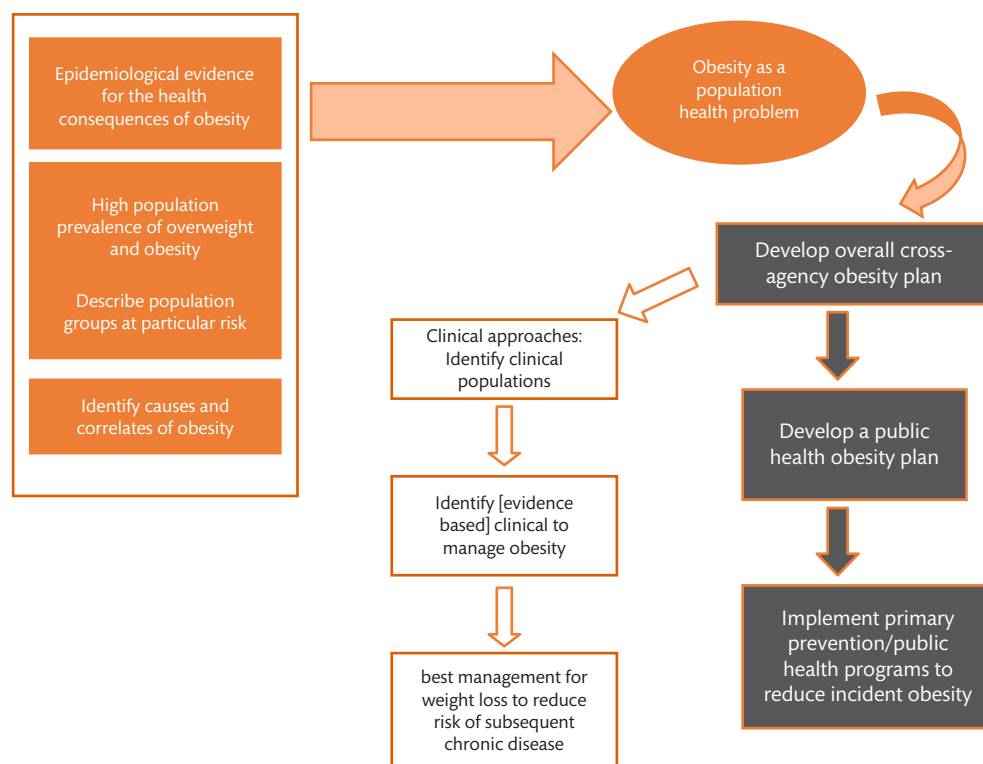 Epidemiological evidence
for the health
consequences of obesity
High population
prevalence of overweight
and obesity
Describe population
groups at particular risk
Identify causes and
correlates of obesity
Obesity as a
population
health problem
Develop overall cross-
agency obesity plan
Develop a public
health obesity plan
Implement primary
prevention/public
health programs to
reduce incident obesity
Clinical approaches:
Identify clinical
populations
Identify [evidence
based] clinical to
manage obesity
best management for
weight loss to reduce
risk of subsequent
chronic disease